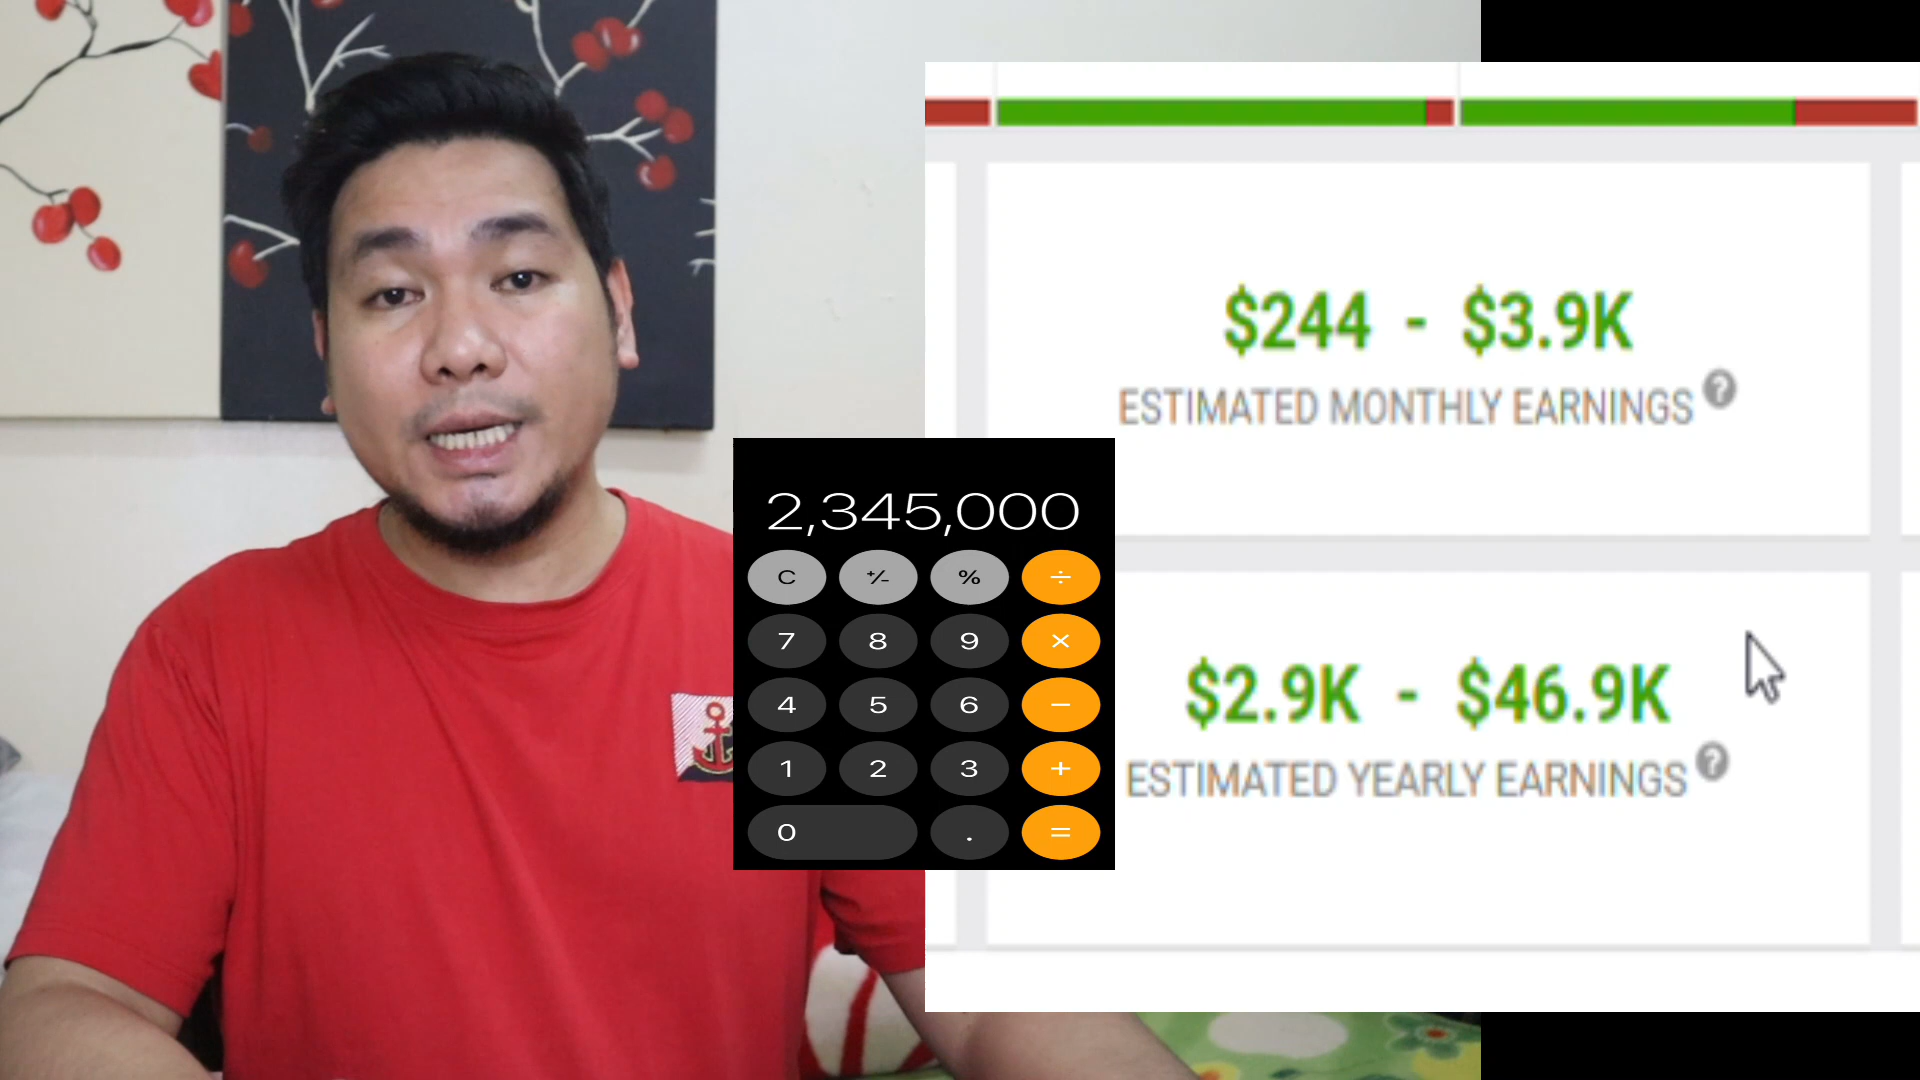 $244 - $3.9K
ESTIMATED MONTHLY EARNINGS ?
$2.9K - $46.9K
ESTIMATED YEARLY EARNINGS ?
2,345,000
C +/- % ÷
7 8 9 ×
4 5 6 −
1 2 3 +
0 . =